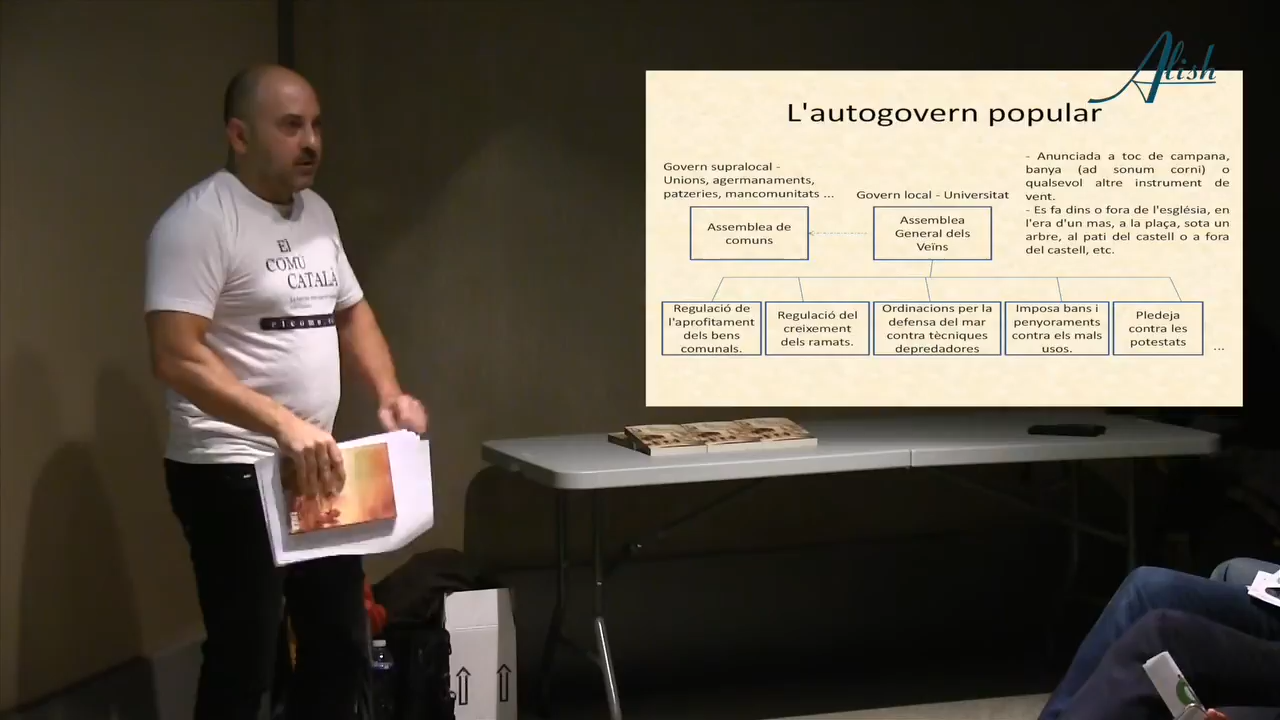 Alish
L'autogovern popular
Govern supralocal -
Unions, agermanaments,
patzeries, mancomunitats ...
Govern local - Universitat
- Anunciada a toc de campana,
banya (ad sonum corni) o
qualsevol altre instrument de
vent.
- Es fa dins o fora de l'església, en
l'era d'un mas, a la plaça, sota un
arbre, al pati del castell o a fora
del castell, etc.
Assemblea de
comuns
Assemblea
General dels
Veïns
Regulació de
l'aprofitament
dels bens
comunals.
Regulació del
creixement
dels ramats.
Ordinacions per la
defensa del mar
contra tècniques
depredadores
Imposa bans i
penyoraments
contra els mals
usos.
Pledeja
contra les
potestats
...
El
COMÚ
CATALÀ